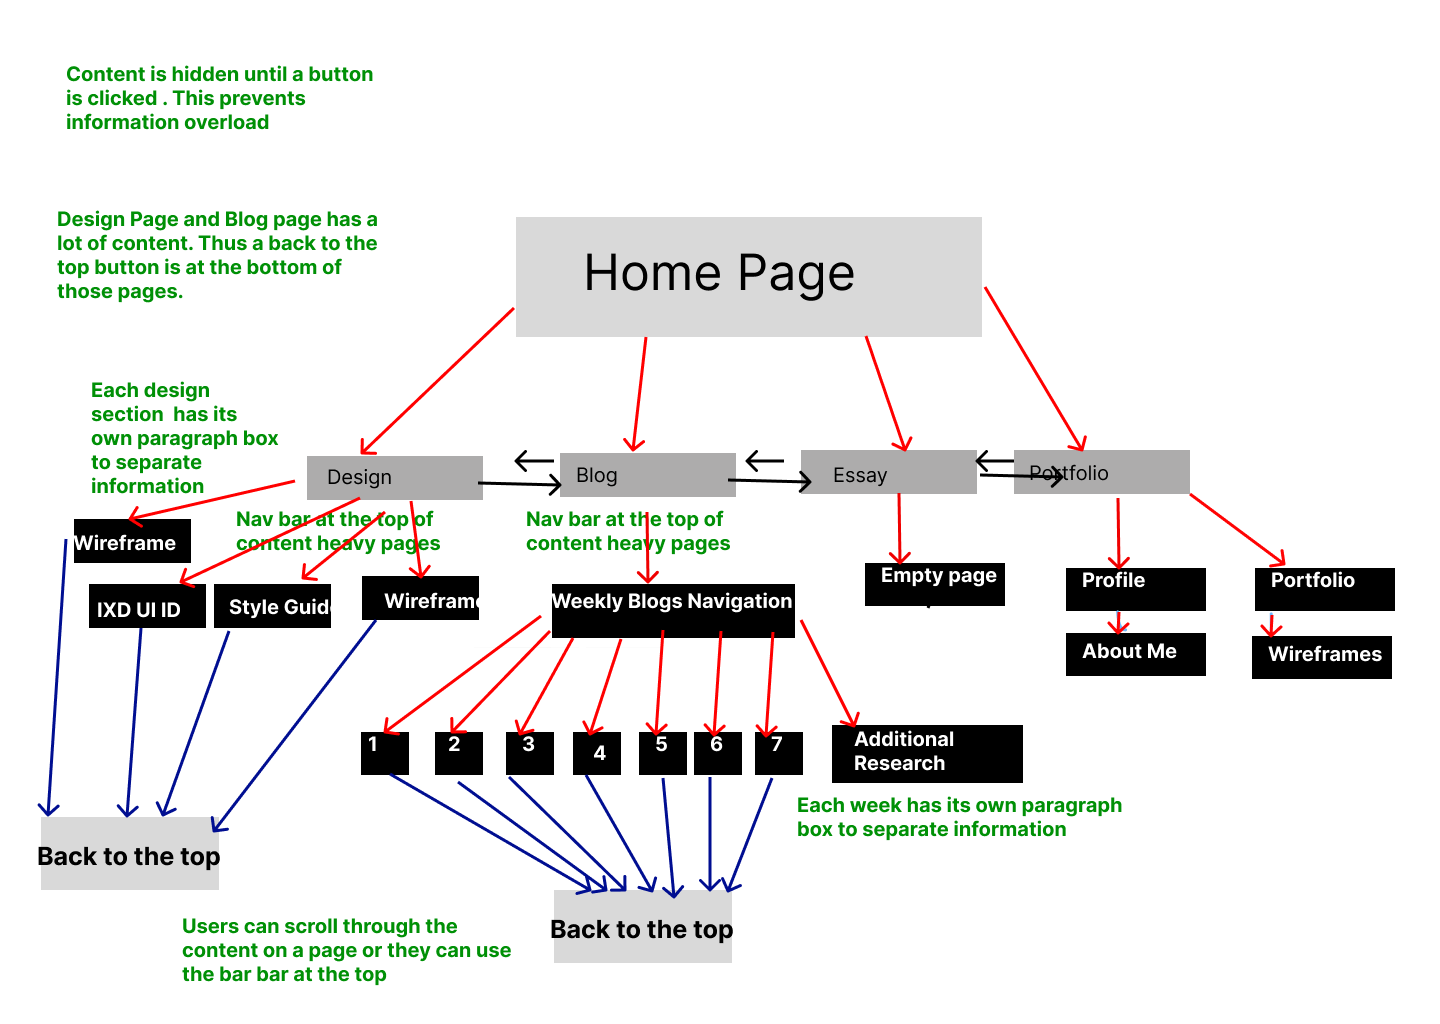 Content is hidden until a button
is clicked . This prevents
information overload
Design Page and Blog page has a
lot of content. Thus a back to the
top button is at the bottom of
those pages.
Home Page
Each design
section  has its
own paragraph box
to separate
information
Design
Blog
Essay
Portfolio
Nav bar at the top of
content heavy pages
Nav bar at the top of
content heavy pages
Wireframe
IXD UI ID
Style Guide
Wireframe
Weekly Blogs Navigation
Empty page
Profile
Portfolio
About Me
Wireframes
1
2
3
4
5
6
7
Additional
Research
Each week has its own paragraph
box to separate information
Back to the top
Back to the top
Users can scroll through the
content on a page or they can use
the bar bar at the top